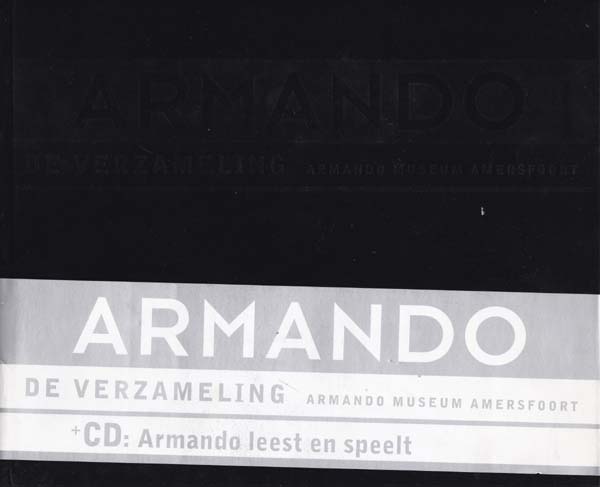 ARMANDO
DE VERZAMELING ARMANDO MUSEUM AMERSFOORT
ARMANDO
DE VERZAMELING ARMANDO MUSEUM AMERSFOORT
+CD: Armando leest en speelt